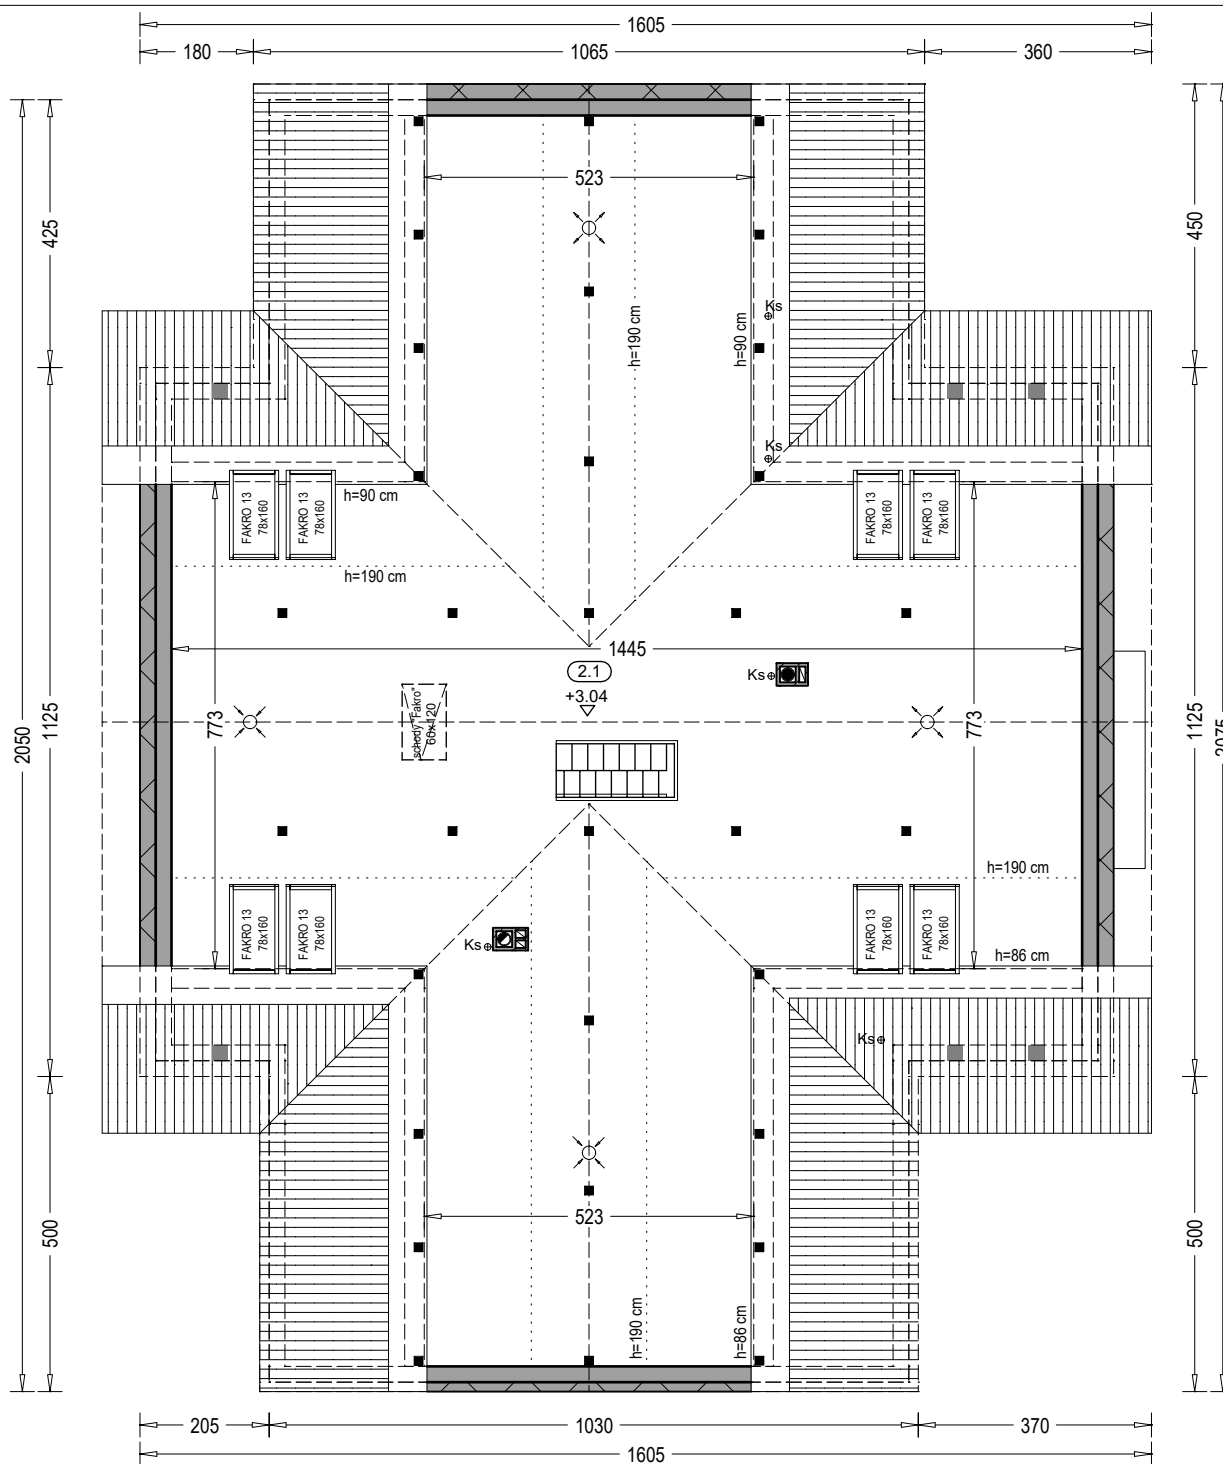 1605
180
1065
360
523
425
450
Ks
h=190 cm
h=90 cm
Ks
FAKRO 13
78x160
FAKRO 13
78x160
h=90 cm
FAKRO 13
78x160
FAKRO 13
78x160
h=190 cm
1445
2.1
Ks
+3.04
schody "Fakro"
60x120
773
773
2050
1125
1125
2075
h=190 cm
FAKRO 13
78x160
FAKRO 13
78x160
FAKRO 13
78x160
FAKRO 13
78x160
Ks
h=86 cm
Ks
500
500
523
h=190 cm
h=86 cm
205
1030
370
1605